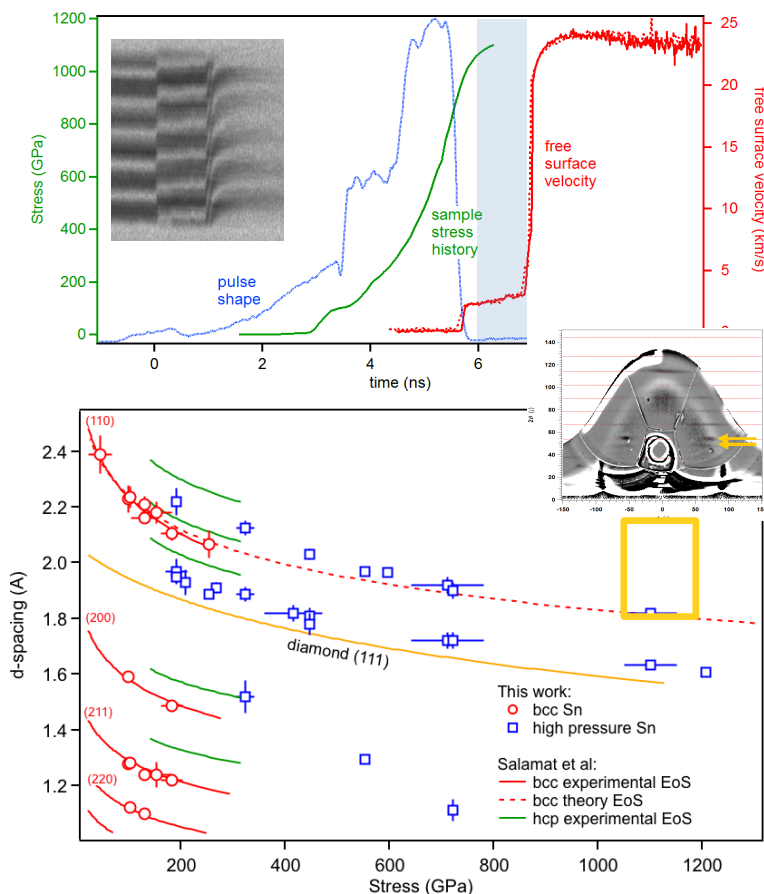 1200
1000
800
600
400
200
0
Stress (GPa)
25
20
15
10
5
free surface velocity (km/s)
free
surface
velocity
sample
stress
history
pulse
shape
0
2
4
6
time (ns)
140
120
100
80
60
40
20
0
-150
-100
-50
0
50
100
150
(110)
(200)
(211)
(220)
2.4
2.2
2.0
1.8
1.6
1.4
1.2
d-spacing (A)
diamond (111)
This work:
bcc Sn
high pressure Sn
Salamat et al:
bcc experimental EoS
bcc theory EoS
hcp experimental EoS
200
400
600
800
1000
1200
Stress (GPa)